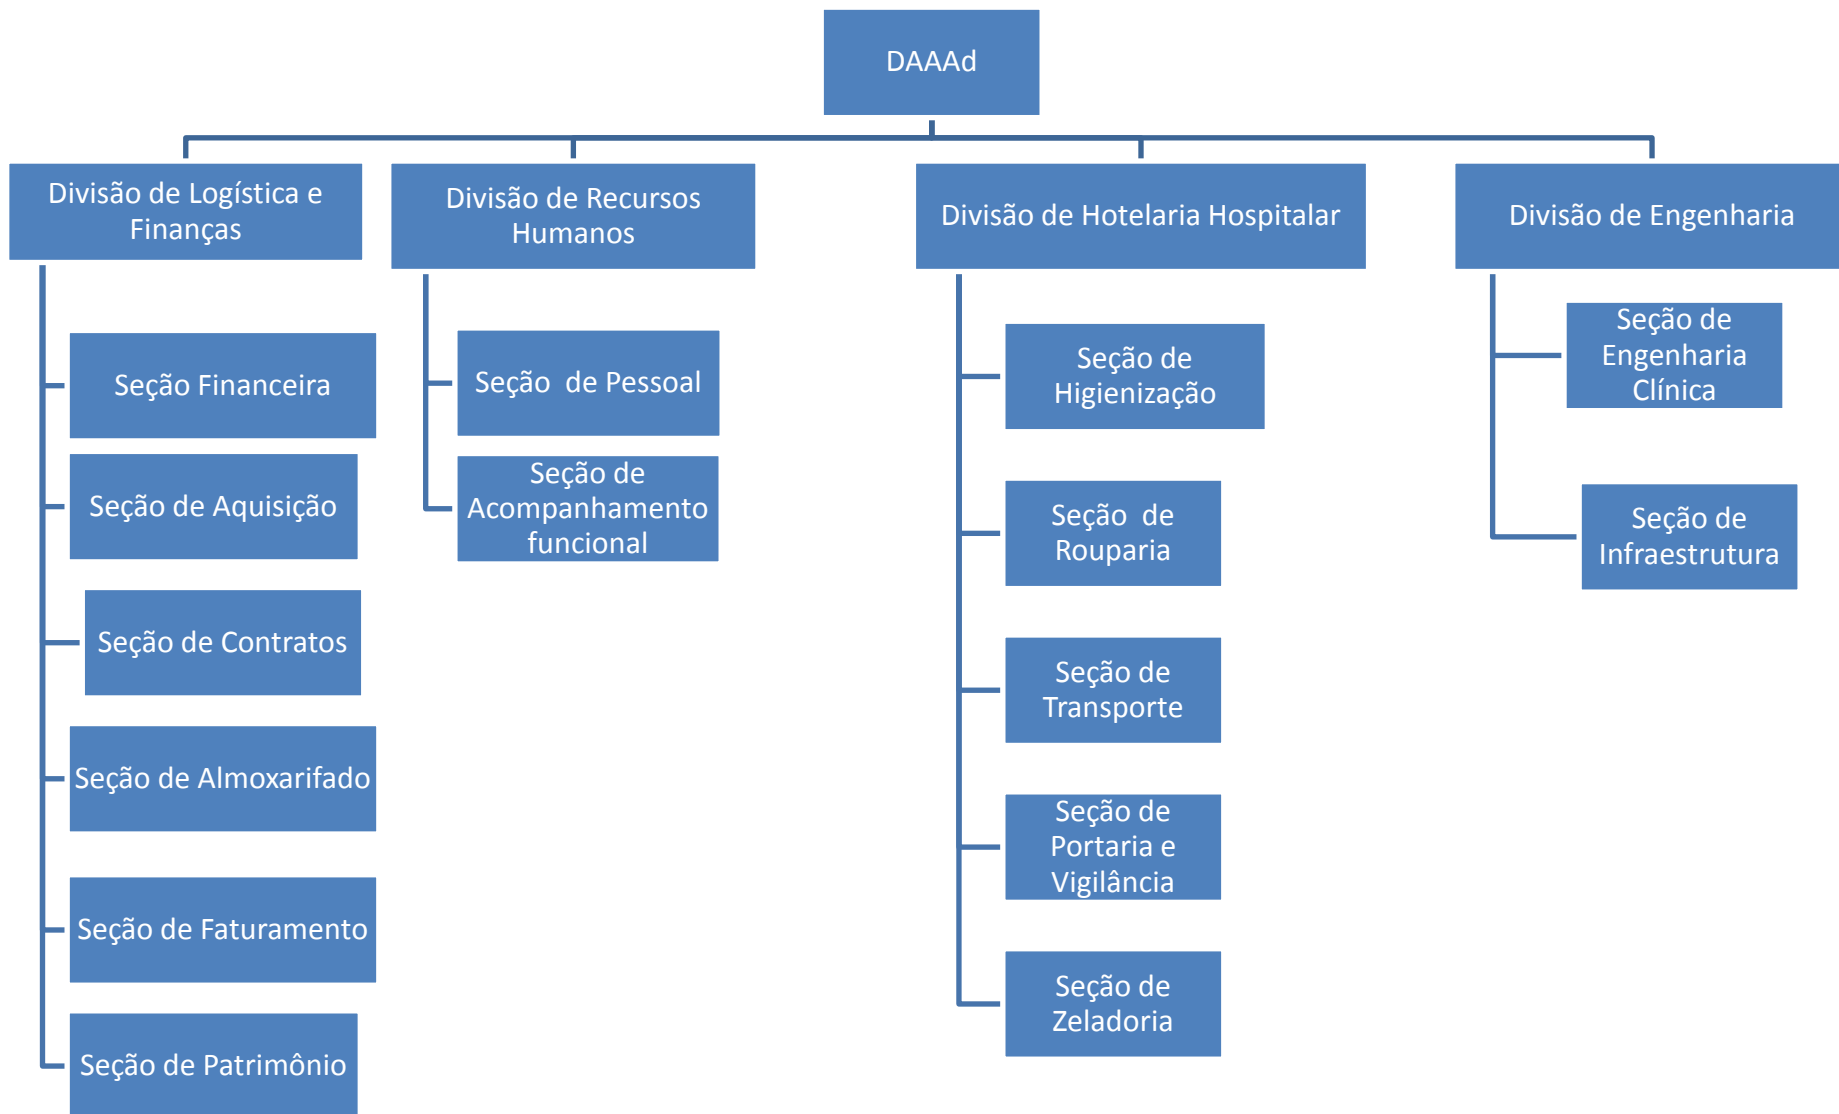 DAAAd
Divisão de Logística e
Finanças
Seção Financeira
Seção de Aquisição
Seção de Contratos
Seção de Almoxarifado
Seção de Faturamento
Seção de Patrimônio
Divisão de Recursos
Humanos
Seção  de Pessoal
Seção de
Acompanhamento
funcional
Divisão de Hotelaria Hospitalar
Seção de
Higienização
Seção  de
Rouparia
Seção de
Transporte
Seção de
Portaria e
Vigilância
Seção de
Zeladoria
Divisão de Engenharia
Seção de
Engenharia
Clínica
Seção de
Infraestrutura